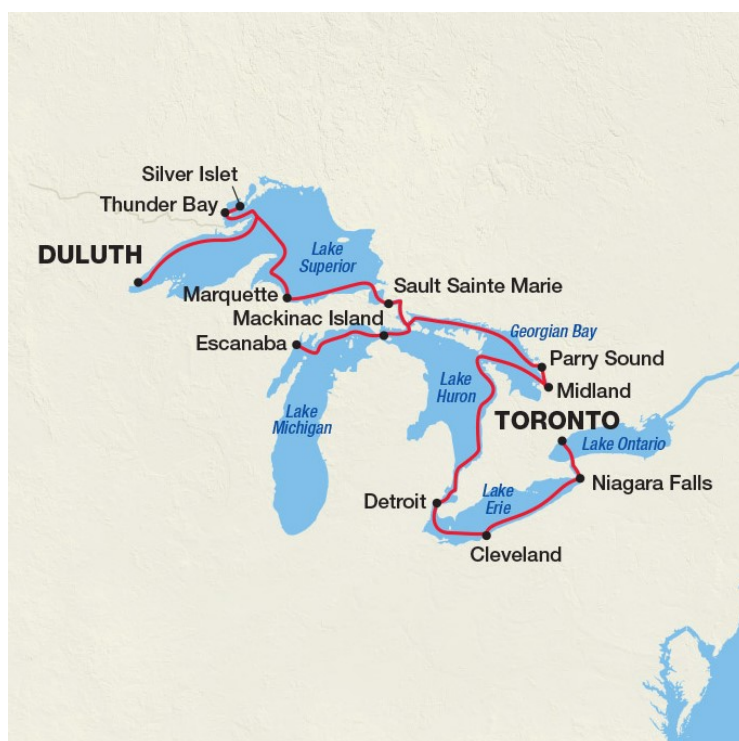 Silver Islet
Thunder Bay
DULUTH
Lake
Superior
Marquette
Sault Sainte Marie
Mackinac Island
Escanaba
Georgian Bay
Parry Sound
Midland
Lake
Huron
Lake
Michigan
TORONTO
Lake Ontario
Niagara Falls
Detroit
Lake
Erie
Cleveland